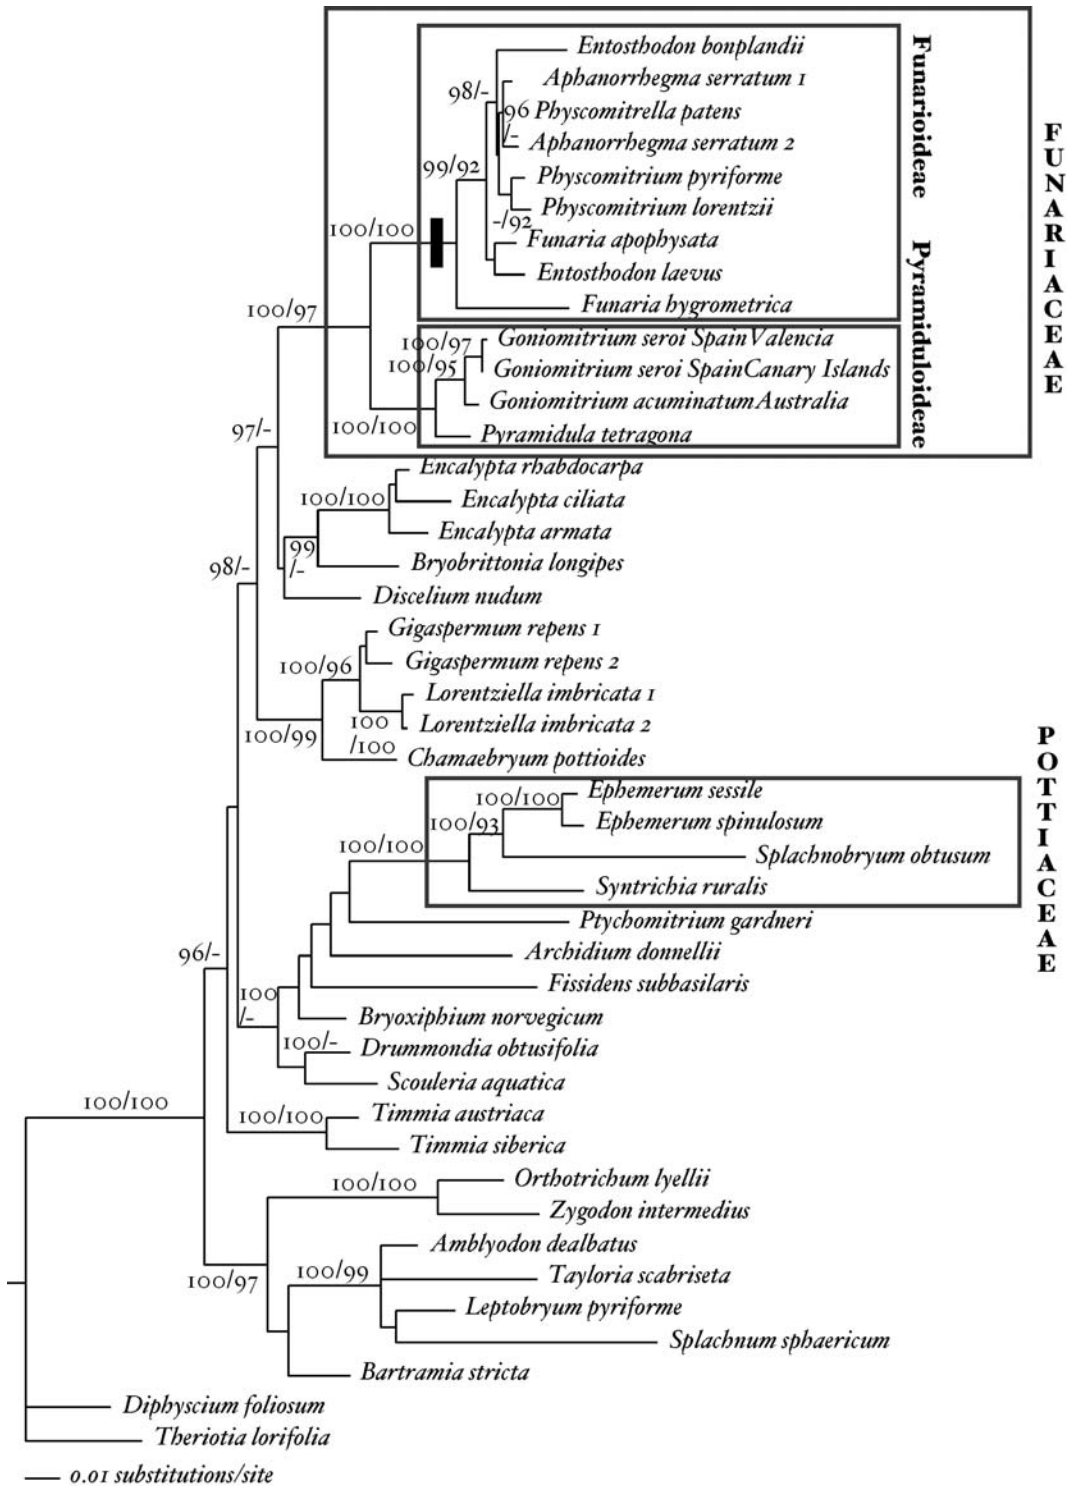 Entosthodon bonplandii
Aphanorrhegma serratum 1
98/-
96 Physcomitrella patens
/-
Aphanorrhegma serratum 2
99/92
Physcomitrium pyriforme
Physcomitrium lorentzii
-/92
100/100
Funaria apophysata
Entosthodon laevus
Funaria hygrometrica
Funarioideae
FUNARIACEAE
100/97
100/97
Goniomitrium seroi SpainValencia
100/95
Goniomitrium seroi SpainCanary Islands
Goniomitrium acuminatumAustralia
100/100
Pyramidula tetragona
Pyramiduloideae
97/-
Encalypta rhabdocarpa
100/100
Encalypta ciliata
Encalypta armata
99
/-
Bryobrittonia longipes
98/-
Discelium nudum
Gigaspermum repens 1
100/96
Gigaspermum repens 2
Lorentziella imbricata 1
100
/100
Lorentziella imbricata 2
100/99
Chamaebryum pottioides
100/100
Ephemerum sessile
100/93
Ephemerum spinulosum
100/100
Splachnobryum obtusum
Syntrichia ruralis
POTTIACEAE
Ptychomitrium gardneri
96/-
Archidium donnellii
Fissidens subbasilaris
100
/-
Bryoxiphium norvegicum
100/-
Drummondia obtusifolia
Scouleria aquatica
100/100
100/100
Timmia austriaca
Timmia siberica
100/100
Orthotrichum lyellii
Zygodon intermedius
Amblyodon dealbatus
100/97
100/99
Tayloria scabriseta
Leptobryum pyriforme
Splachnum sphaericum
Bartramia stricta
Diphyscium foliosum
Theriotia lorifolia
0.01 substitutions/site